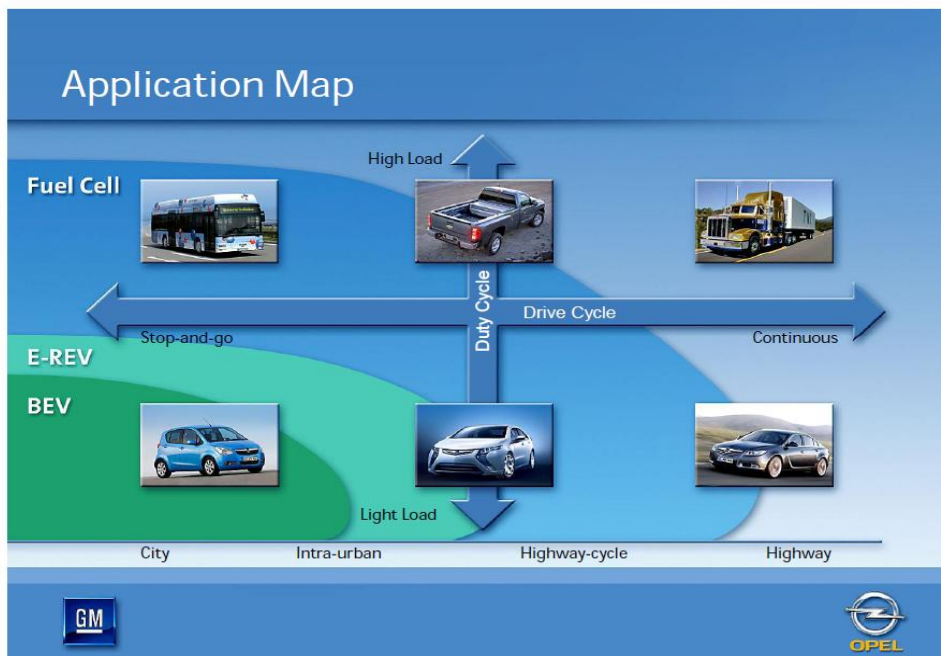 Application Map
High Load
Fuel Cell
Duty Cycle
Drive Cycle
Stop-and-go
Continuous
E-REV
BEV
Light Load
City
Intra-urban
Highway-cycle
Highway
GM
OPEL